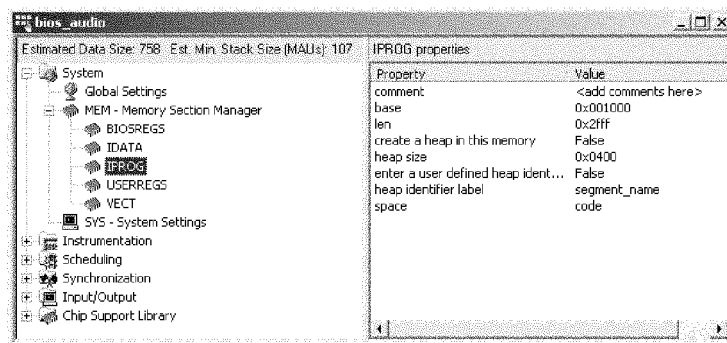 bios_audio
Estimated Data Size: 758 Est. Min. Stack Size (MAUs): 107
IPROG properties
System
Global Settings
MEM - Memory Section Manager
BIOSREGS
IDATA
IPROG
USERREGS
VECT
SYS - System Settings
Instrumentation
Scheduling
Synchronization
Input/Output
Chip Support Library
Property Value
comment <add comments here>
base 0x001000
len 0x2fff
create a heap in this memory False
heap size 0x0400
enter a user defined heap ident... False
heap identifier label segment_name
space code